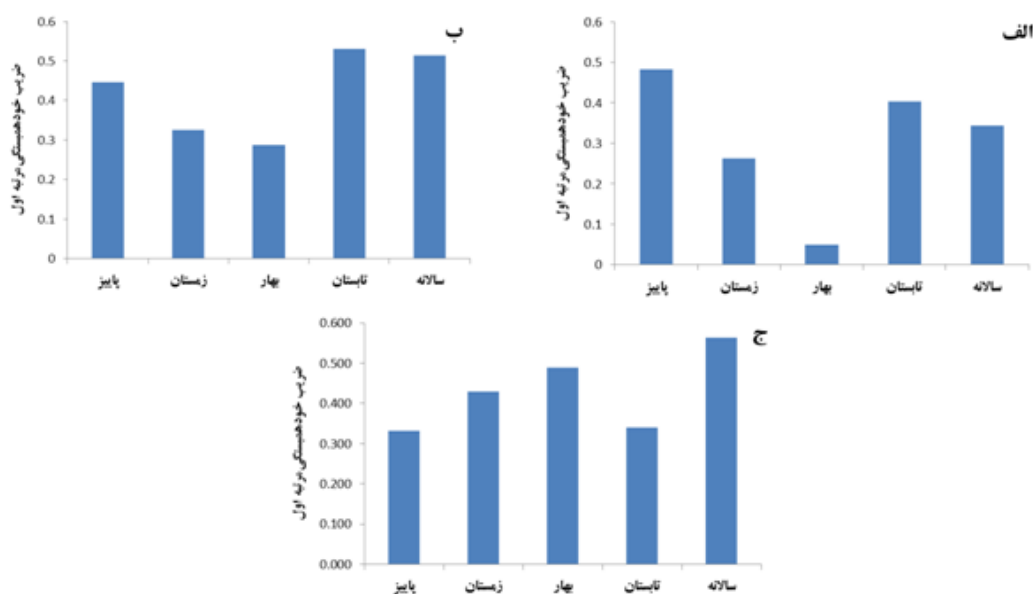 الف
ضریب خودهمبستگی مرتبه اول
0.6
0.5
0.4
0.3
0.2
0.1
0
پاییز
زمستان
بهار
تابستان
سالانه
ب
ضریب خودهمبستگی مرتبه اول
0.6
0.5
0.4
0.3
0.2
0.1
0
پاییز
زمستان
بهار
تابستان
سالانه
ج
ضریب خودهمبستگی مرتبه اول
0.600
0.500
0.400
0.300
0.200
0.100
0.000
پاییز
زمستان
بهار
تابستان
سالانه